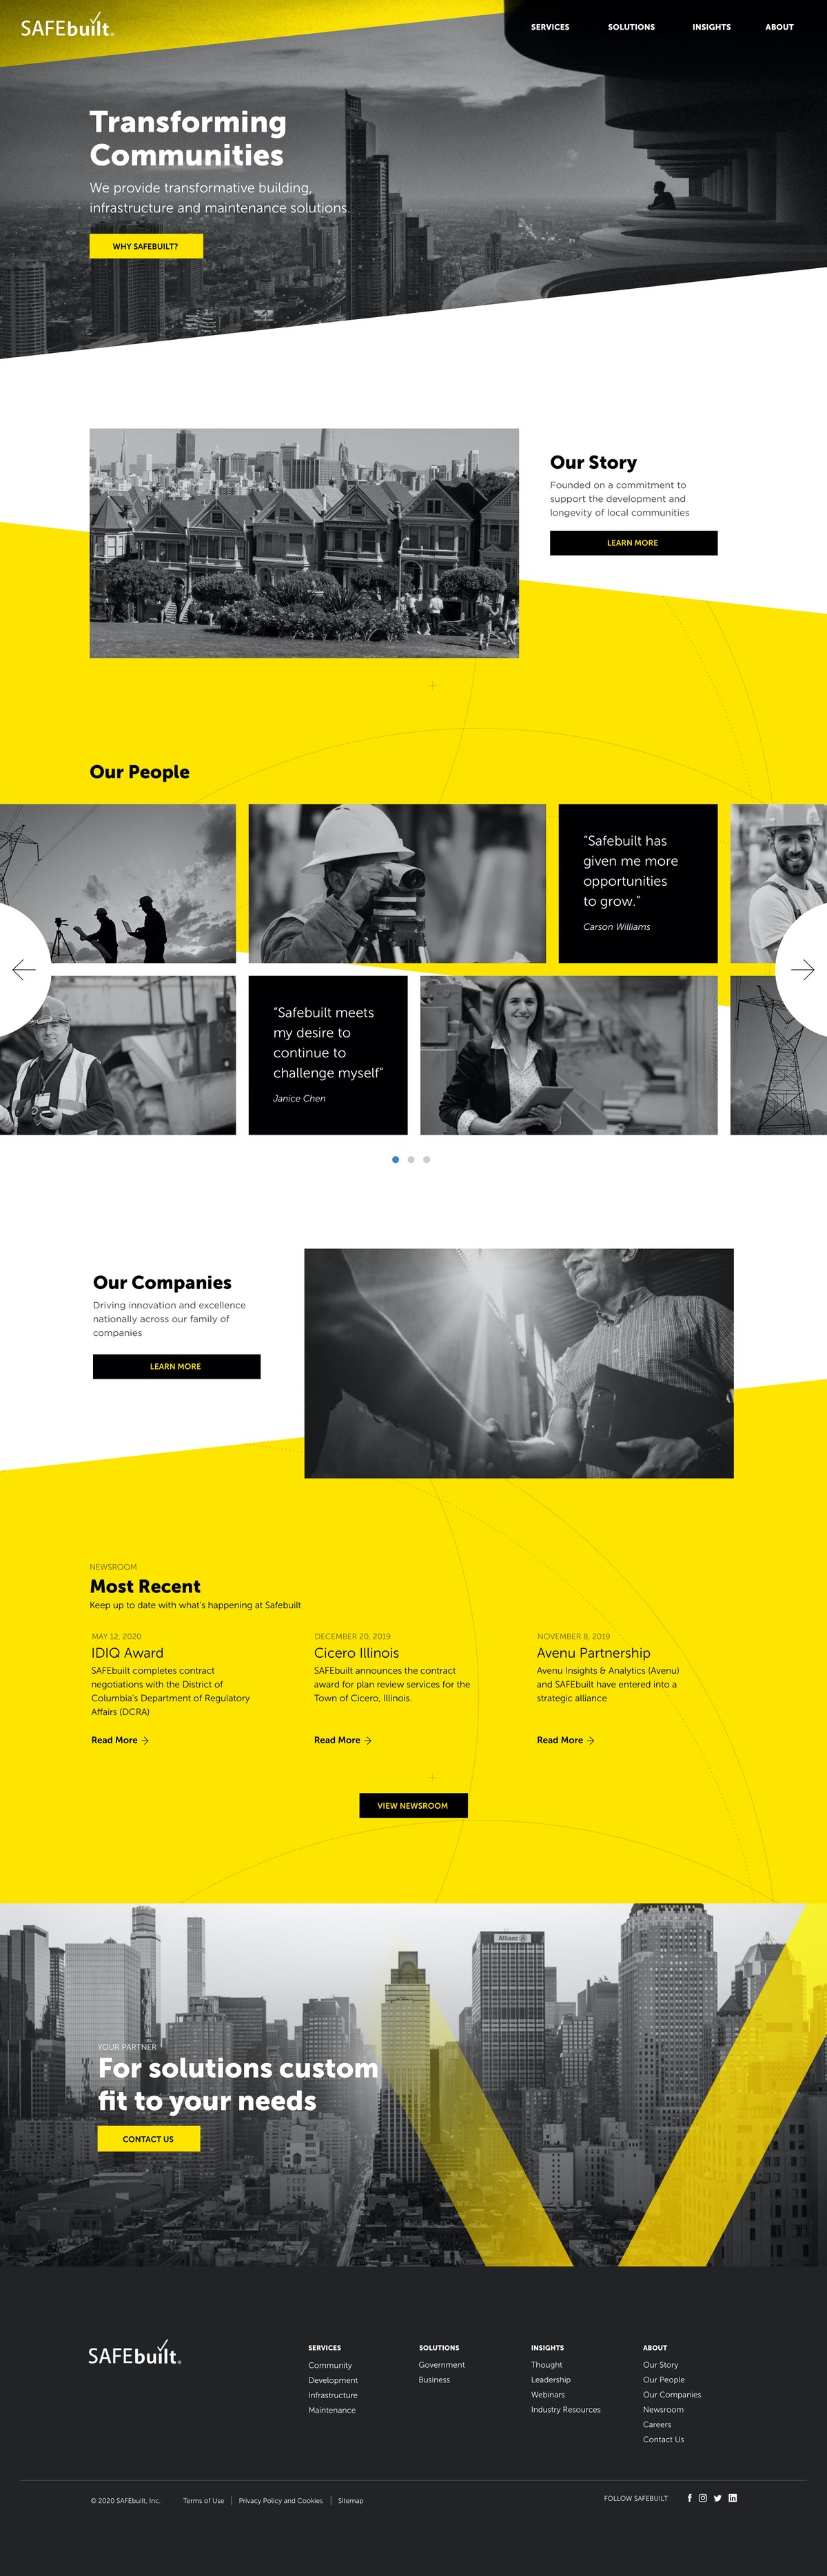 SAFEbuilt®
SERVICES
SOLUTIONS
INSIGHTS
ABOUT
Transforming
Communities
We provide transformative building,
infrastructure and maintenance solutions.
WHY SAFEBUILT?
Our Story
Founded on a commitment to
support the development and
longevity of local communities
LEARN MORE
Our People
“Safebuilt has
given me more
opportunities
to grow.”
Carson Williams
“Safebuilt meets
my desire to
continue to
challenge myself”
Janice Chen
Our Companies
Driving innovation and excellence
nationally across our family of
companies
LEARN MORE
NEWSROOM
Most Recent
Keep up to date with what's happening at Safebuilt
MAY 12, 2020
IDIQ Award
SAFEbuilt completes contract
negotiations with the District of
Columbia's Department of Regulatory
Affairs (DCRA)
Read More
DECEMBER 20, 2019
Cicero Illinois
SAFEbuilt announces the contract
award for plan review services for the
Town of Cicero, Illinois.
Read More
NOVEMBER 8, 2019
Avenu Partnership
Avenu Insights & Analytics (Avenu)
and SAFEBuilt have entered into a
strategic alliance
Read More
VIEW NEWSROOM
Allianz
YOUR PARTNER
For solutions custom
fit to your needs
CONTACT US
SAFEbuilt®
SERVICES
Community
Development
Infrastructure
Maintenance
SOLUTIONS
Government
Business
INSIGHTS
Thought
Leadership
Webinars
Industry Resources
ABOUT
Our Story
Our People
Our Companies
Newsroom
Careers
Contact Us
© 2020 SAFEbuilt, Inc.
Terms of Use
Privacy Policy and Cookies
Sitemap
FOLLOW SAFEBUILT